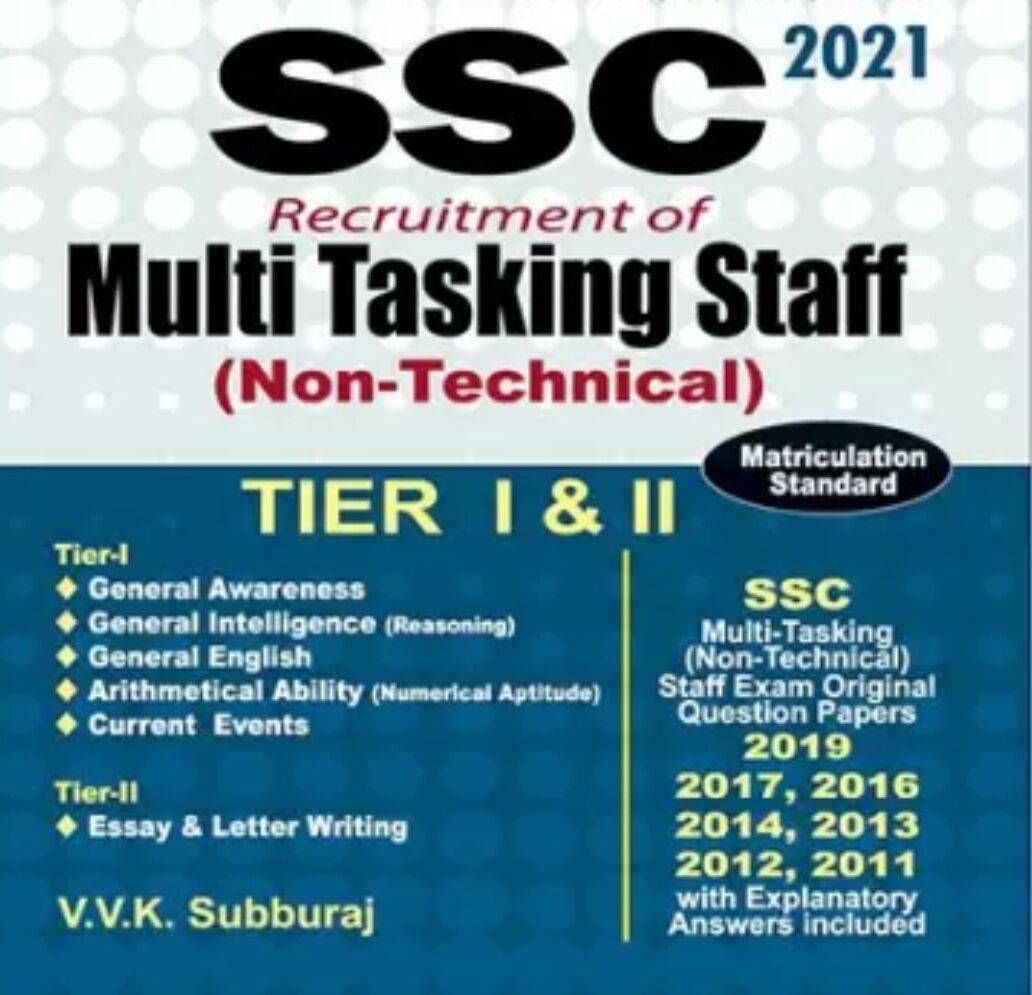 SSC 2021
Recruitment of
Multi Tasking Staff
(Non-Technical)
Matriculation
Standard
TIER I & II
Tier-I
◆ General Awareness
◆ General Intelligence (Reasoning)
◆ General English
◆ Arithmetical Ability (Numerical Aptitude)
◆ Current Events
Tier-II
◆ Essay & Letter Writing
V.V.K. Subburaj
SSC
Multi-Tasking
(Non-Technical)
Staff Exam Original
Question Papers
2019
2017, 2016
2014, 2013
2012, 2011
with Explanatory
Answers included